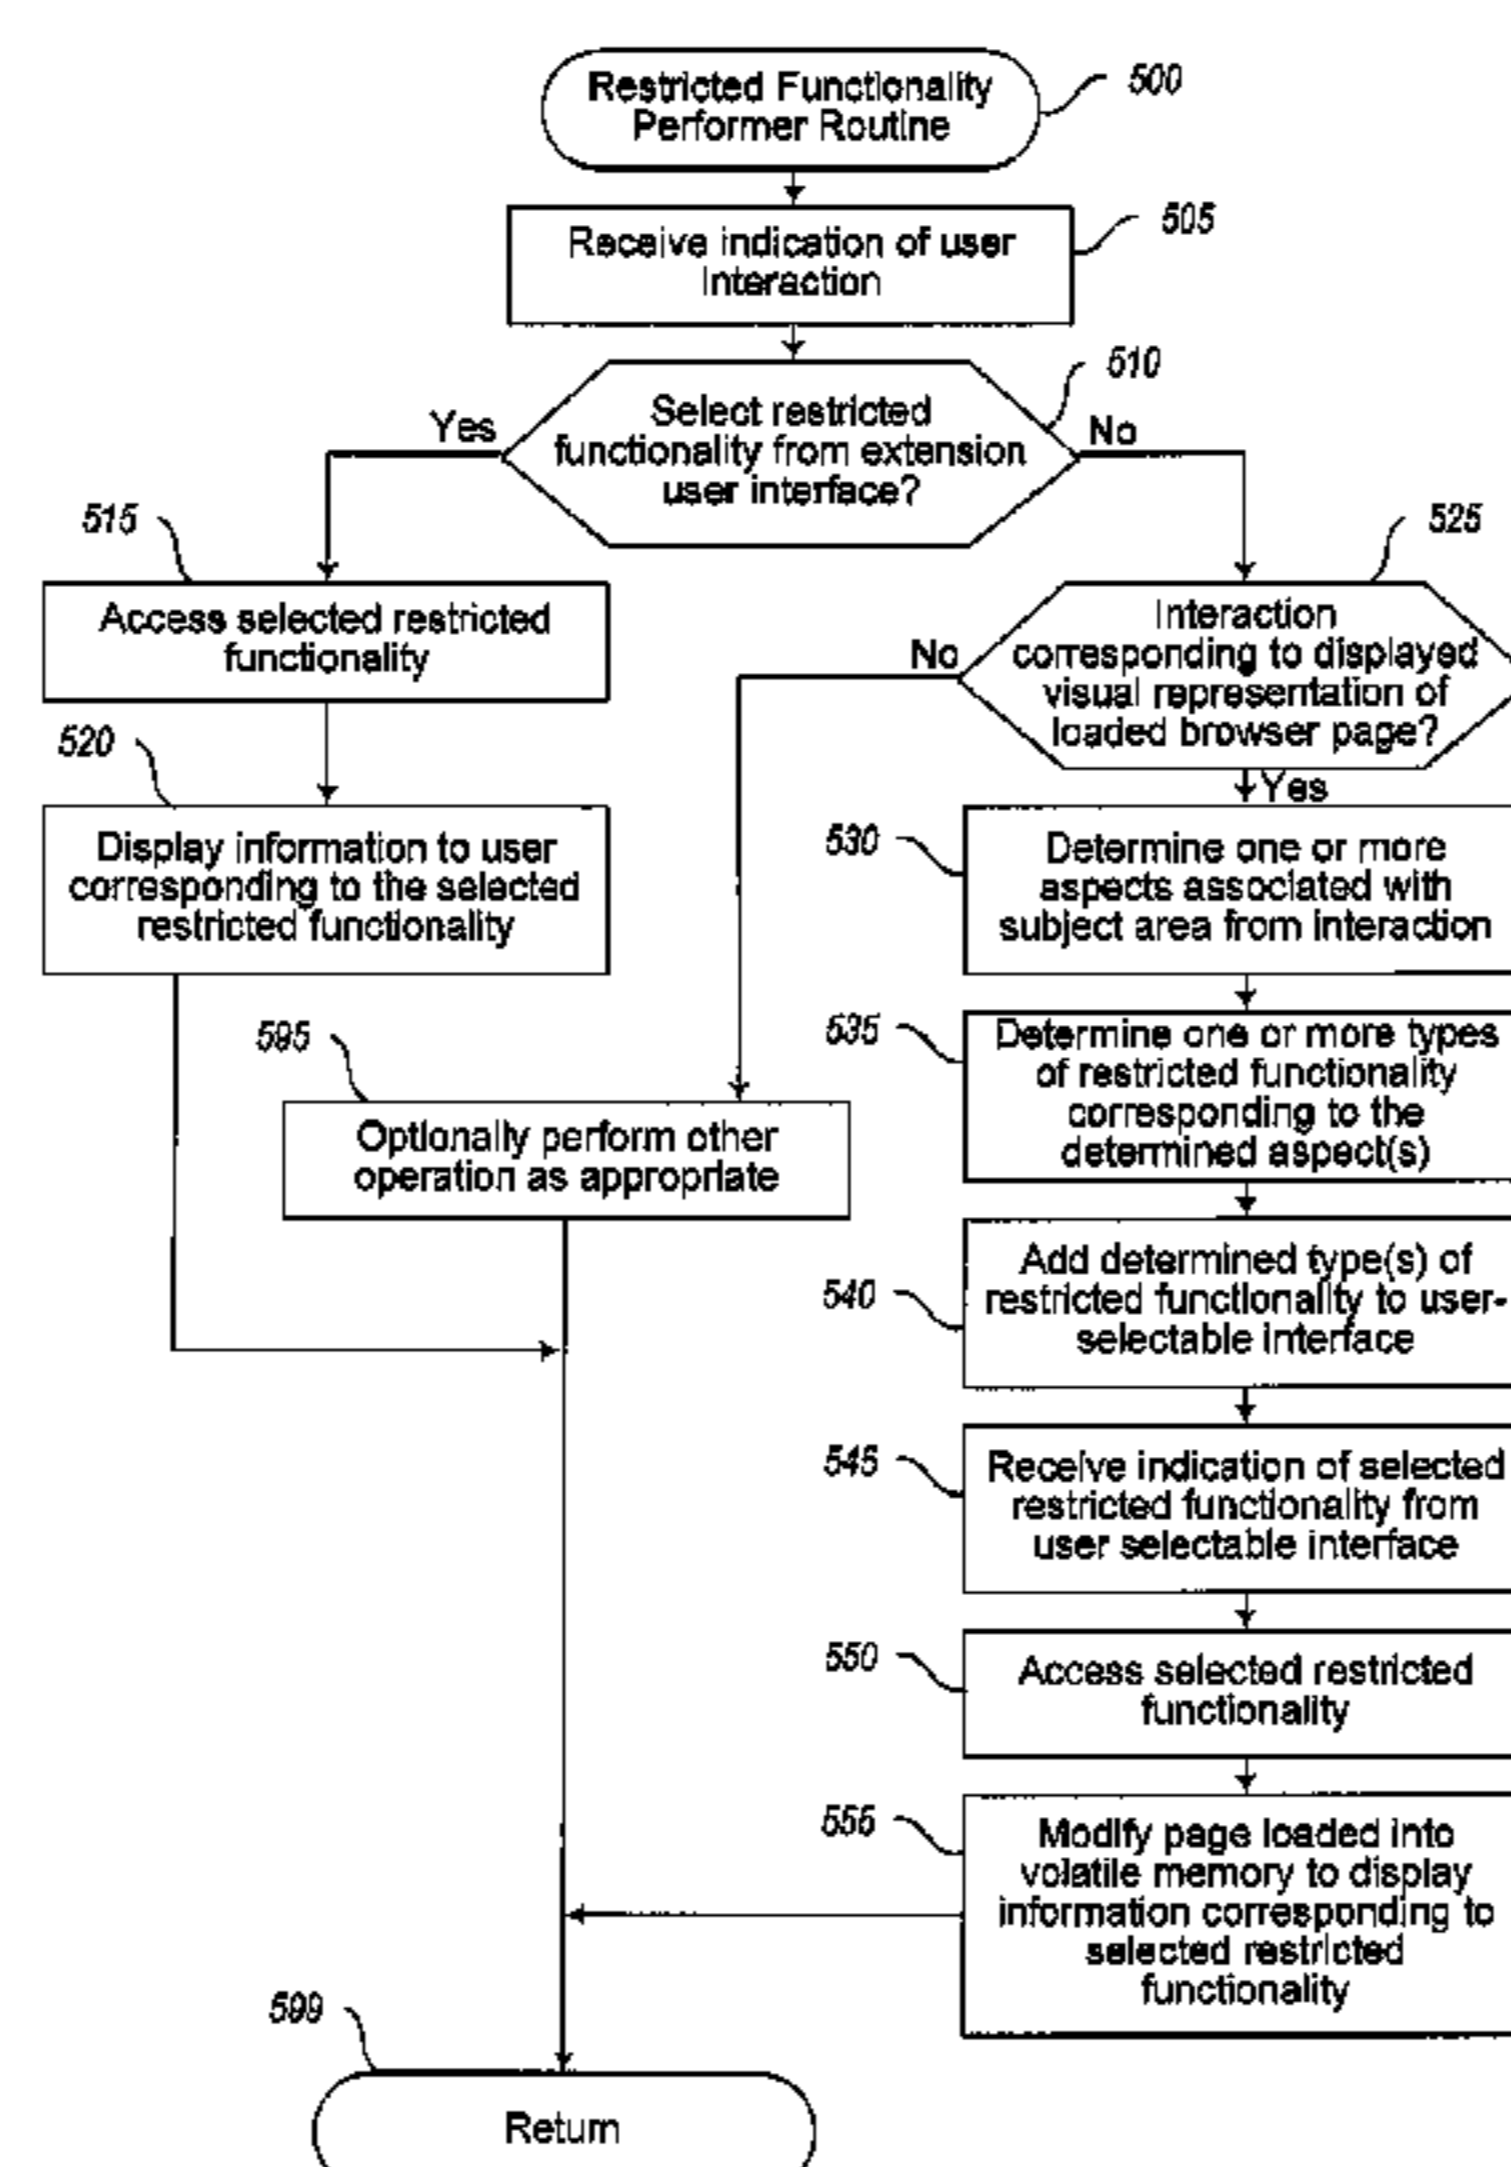 Restricted Functionality
Performer Routine
500
Receive indication of user
interaction
505
Select restricted
functionality from extension
user interface?
510
Yes
No
515
Access selected restricted
functionality
525
Interaction
corresponding to displayed
visual representation of
loaded browser page?
No
Yes
520
Display information to user
corresponding to the selected
restricted functionality
530
Determine one or more
aspects associated with
subject area from interaction
595
Optionally perform other
operation as appropriate
535
Determine one or more types
of restricted functionality
corresponding to the
determined aspect(s)
540
Add determined type(s) of
restricted functionality to user-
selectable interface
545
Receive indication of selected
restricted functionality from
user selectable interface
550
Access selected restricted
functionality
555
Modify page loaded into
volatile memory to display
information corresponding to
selected restricted
functionality
599
Return